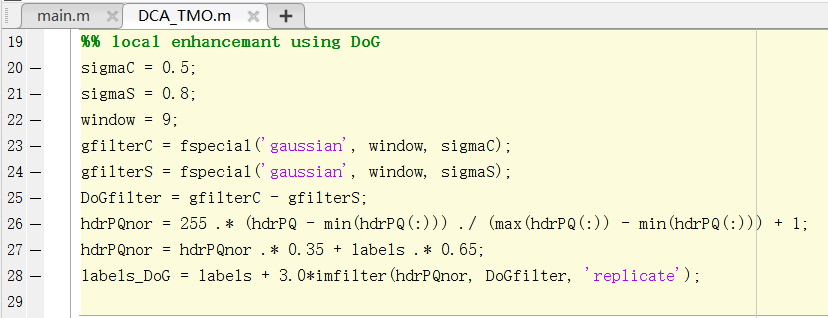 main.m × DCA_TMO.m × +
19 %% local enhancemant using DoG
20 — sigmaC = 0.5;
21 — sigmaS = 0.8;
22 — window = 9;
23 — gfilterC = fspecial('gaussian', window, sigmaC);
24 — gfilterS = fspecial('gaussian', window, sigmaS);
25 — DoGfilter = gfilterC - gfilterS;
26 — hdrPQnor = 255 .* (hdrPQ - min(hdrPQ(:))) ./ (max(hdrPQ(:)) - min(hdrPQ(:))) + 1;
27 — hdrPQnor = hdrPQnor .* 0.35 + labels .* 0.65;
28 — labels_DoG = labels + 3.0*imfilter(hdrPQnor, DoGfilter, 'replicate');
29